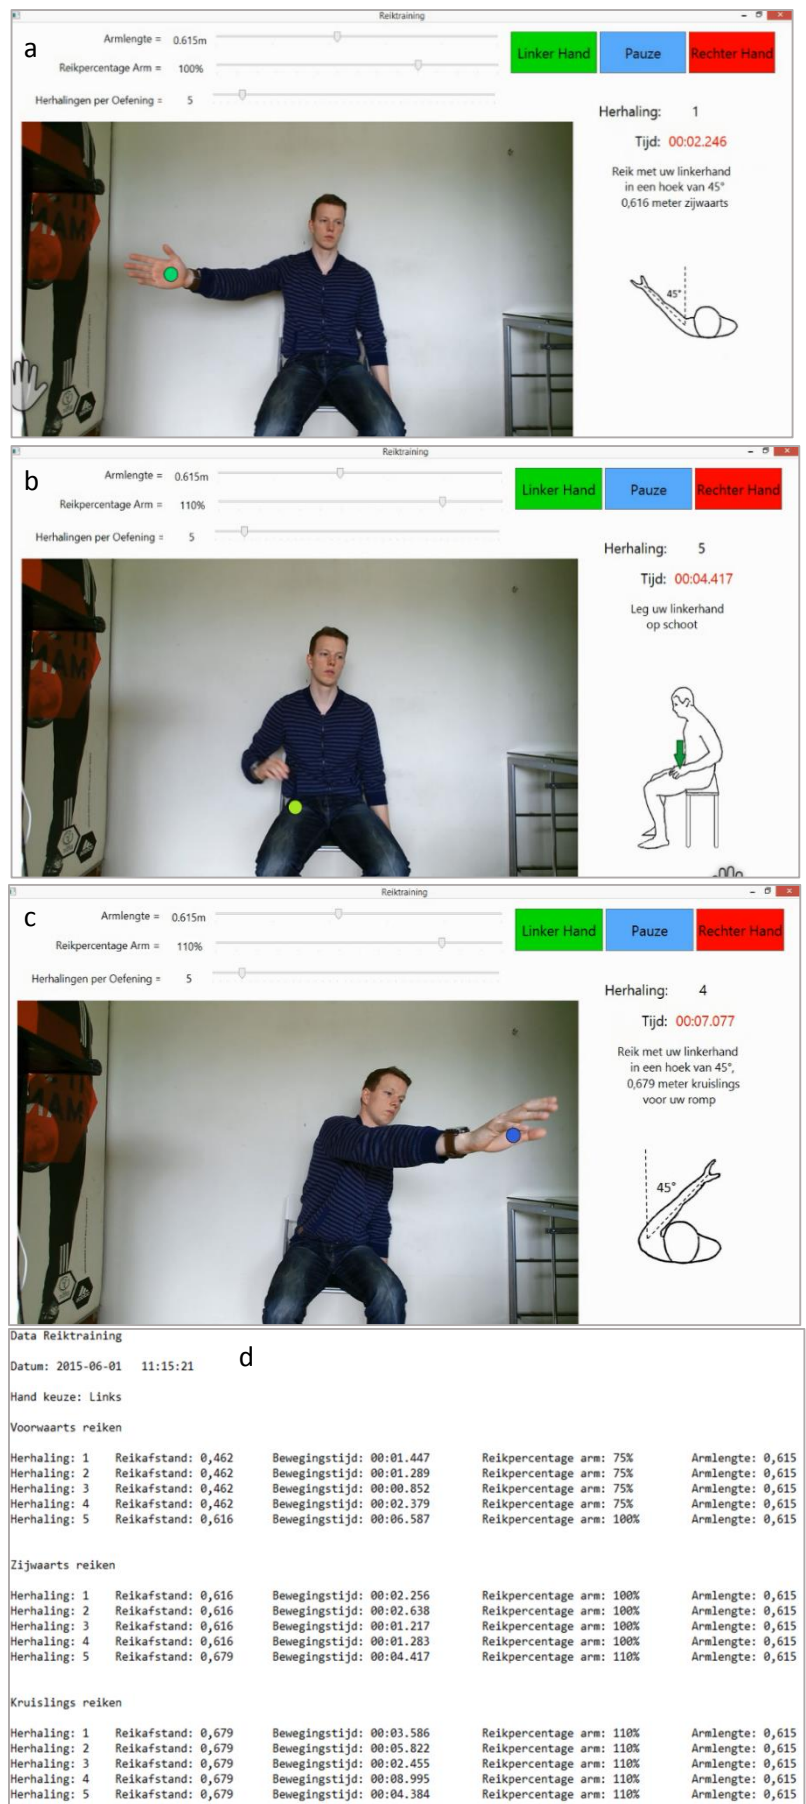 Reiktraining
a
Armlengte = 0.615m
Linker Hand Pauze Rechter Hand
Reikpercentage Arm = 100%
Herhalingen per Oefening = 5
Herhaling: 1
Tijd: 00:02.246
Reik met uw linkerhand
in een hoek van 45°
0,616 meter zijwaarts
45°
Reiktraining
b
Armlengte = 0.615m
Linker Hand Pauze Rechter Hand
Reikpercentage Arm = 110%
Herhalingen per Oefening = 5
Herhaling: 5
Tijd: 00:04.417
Leg uw linkerhand
op schoot
Reiktraining
c
Armlengte = 0.615m
Linker Hand Pauze Rechter Hand
Reikpercentage Arm = 110%
Herhalingen per Oefening = 5
Herhaling: 4
Tijd: 00:07.077
Reik met uw linkerhand
in een hoek van 45°,
0,679 meter kruislings
voor uw romp
45°
Data Reiktraining
d
Datum: 2015-06-01 11:15:21
Hand keuze: Links
Voorwaarts reiken
Herhaling: 1 Reikafstand: 0,462 Bewegingstijd: 00:01.447 Reikpercentage arm: 75% Armlengte: 0,615
Herhaling: 2 Reikafstand: 0,462 Bewegingstijd: 00:01.289 Reikpercentage arm: 75% Armlengte: 0,615
Herhaling: 3 Reikafstand: 0,462 Bewegingstijd: 00:00.852 Reikpercentage arm: 75% Armlengte: 0,615
Herhaling: 4 Reikafstand: 0,462 Bewegingstijd: 00:02.379 Reikpercentage arm: 75% Armlengte: 0,615
Herhaling: 5 Reikafstand: 0,616 Bewegingstijd: 00:06.587 Reikpercentage arm: 100% Armlengte: 0,615
Zijwaarts reiken
Herhaling: 1 Reikafstand: 0,616 Bewegingstijd: 00:02.256 Reikpercentage arm: 100% Armlengte: 0,615
Herhaling: 2 Reikafstand: 0,616 Bewegingstijd: 00:02.638 Reikpercentage arm: 100% Armlengte: 0,615
Herhaling: 3 Reikafstand: 0,616 Bewegingstijd: 00:01.217 Reikpercentage arm: 100% Armlengte: 0,615
Herhaling: 4 Reikafstand: 0,616 Bewegingstijd: 00:01.283 Reikpercentage arm: 100% Armlengte: 0,615
Herhaling: 5 Reikafstand: 0,679 Bewegingstijd: 00:04.417 Reikpercentage arm: 110% Armlengte: 0,615
Kruislings reiken
Herhaling: 1 Reikafstand: 0,679 Bewegingstijd: 00:03.586 Reikpercentage arm: 110% Armlengte: 0,615
Herhaling: 2 Reikafstand: 0,679 Bewegingstijd: 00:05.822 Reikpercentage arm: 110% Armlengte: 0,615
Herhaling: 3 Reikafstand: 0,679 Bewegingstijd: 00:02.455 Reikpercentage arm: 110% Armlengte: 0,615
Herhaling: 4 Reikafstand: 0,679 Bewegingstijd: 00:08.995 Reikpercentage arm: 110% Armlengte: 0,615
Herhaling: 5 Reikafstand: 0,679 Bewegingstijd: 00:04.384 Reikpercentage arm: 110% Armlengte: 0,615